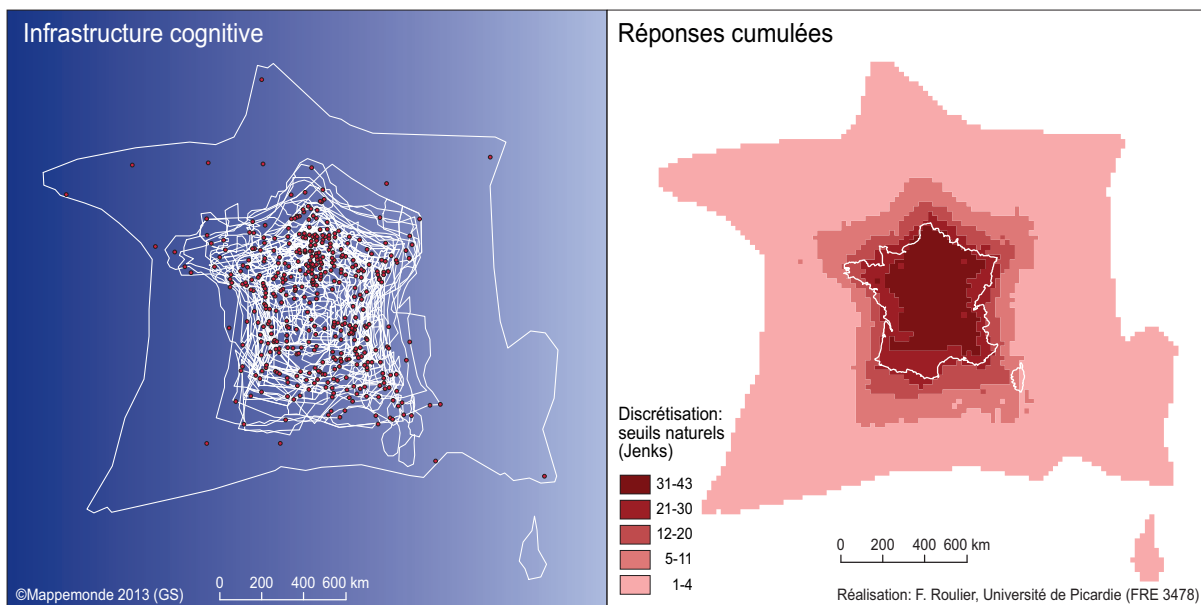 Infrastructure cognitive
0 200 400 600 km
©Mappemonde 2013 (GS)
Réponses cumulées
Discrétisation:
seuils naturels
(Jenks)
31-43
21-30
12-20
5-11
1-4
0 200 400 600 km
Réalisation: F. Roulier, Université de Picardie (FRE 3478)